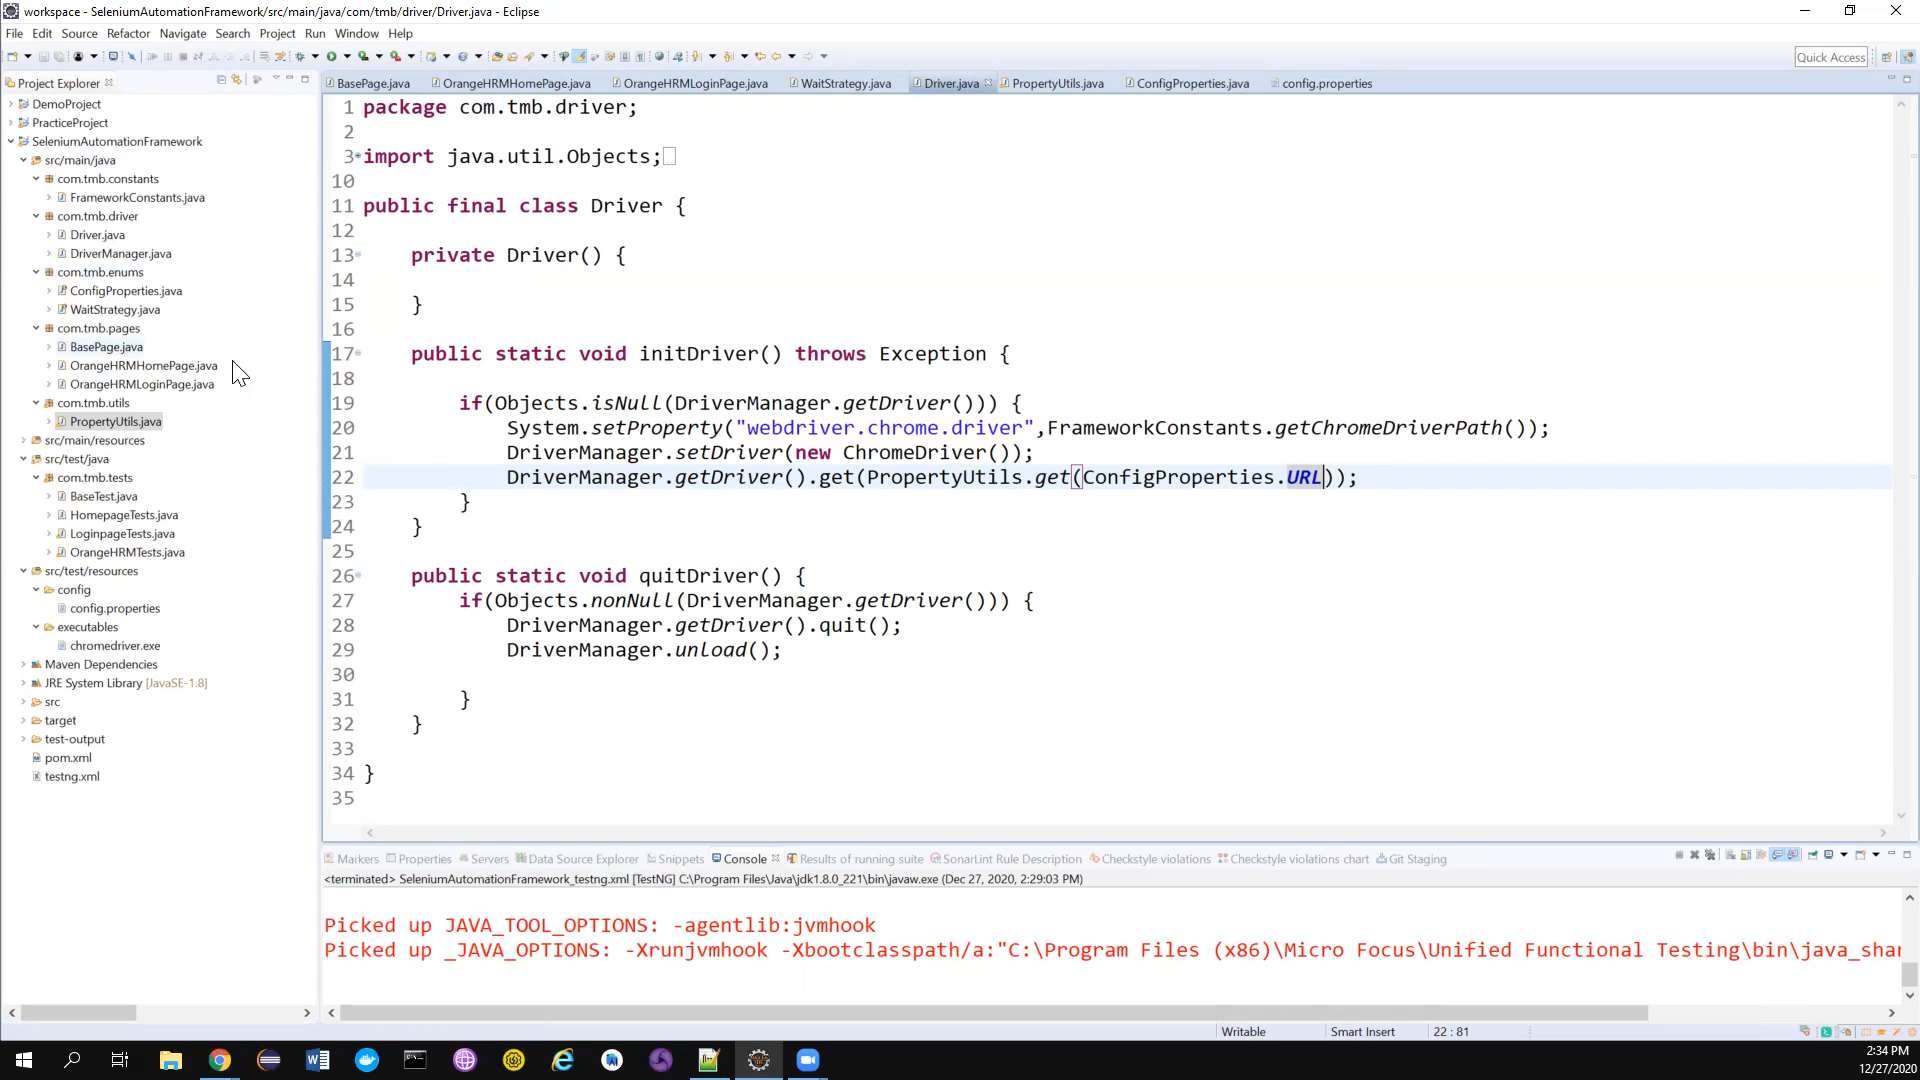 workspace - SeleniumAutomationFramework/src/main/java/com/tmb/driver/Driver.java - Eclipse
File Edit Source Refactor Navigate Search Project Run Window Help
Quick Access
Project Explorer
DemoProject
PracticeProject
SeleniumAutomationFramework
src/main/java
com.tmb.constants
FrameworkConstants.java
com.tmb.driver
Driver.java
DriverManager.java
com.tmb.enums
ConfigProperties.java
WaitStrategy.java
com.tmb.pages
BasePage.java
OrangeHRMHomePage.java
OrangeHRMLoginPage.java
com.tmb.utils
PropertyUtils.java
src/main/resources
src/test/java
com.tmb.tests
BaseTest.java
HomepageTests.java
LoginpageTests.java
OrangeHRMTests.java
src/test/resources
config
config.properties
executables
chromedriver.exe
Maven Dependencies
JRE System Library [JavaSE-1.8]
src
target
test-output
pom.xml
testng.xml
BasePage.java OrangeHRMHomePage.java OrangeHRMLoginPage.java WaitStrategy.java Driver.java PropertyUtils.java ConfigProperties.java config.properties
1 package com.tmb.driver;
2
3 import java.util.Objects;
10
11 public final class Driver {
12
13 private Driver() {
14
15 }
16
17 public static void initDriver() throws Exception {
18
19 if(Objects.isNull(DriverManager.getDriver())) {
20 System.setProperty("webdriver.chrome.driver",FrameworkConstants.getChromeDriverPath());
21 DriverManager.setDriver(new ChromeDriver());
22 DriverManager.getDriver().get(PropertyUtils.get(ConfigProperties.URL));
23 }
24 }
25
26 public static void quitDriver() {
27 if(Objects.nonNull(DriverManager.getDriver())) {
28 DriverManager.getDriver().quit();
29 DriverManager.unload();
30
31 }
32 }
33
34 }
35
Markers Properties Servers Data Source Explorer Snippets Console Results of running suite SonarLint Rule Description Checkstyle violations Checkstyle violations chart Git Staging
<terminated> SeleniumAutomationFramework_testng.xml [TestNG] C:\Program Files\Java\jdk1.8.0_221\bin\javaw.exe (Dec 27, 2020, 2:29:03 PM)
Picked up JAVA_TOOL_OPTIONS: -agentlib:jvmhook
Picked up _JAVA_OPTIONS: -Xrunjvmhook -Xbootclasspath/a:"C:\Program Files (x86)\Micro Focus\Unified Functional Testing\bin\java_shar
Writable Smart Insert 22 : 81
2:34 PM
12/27/2020